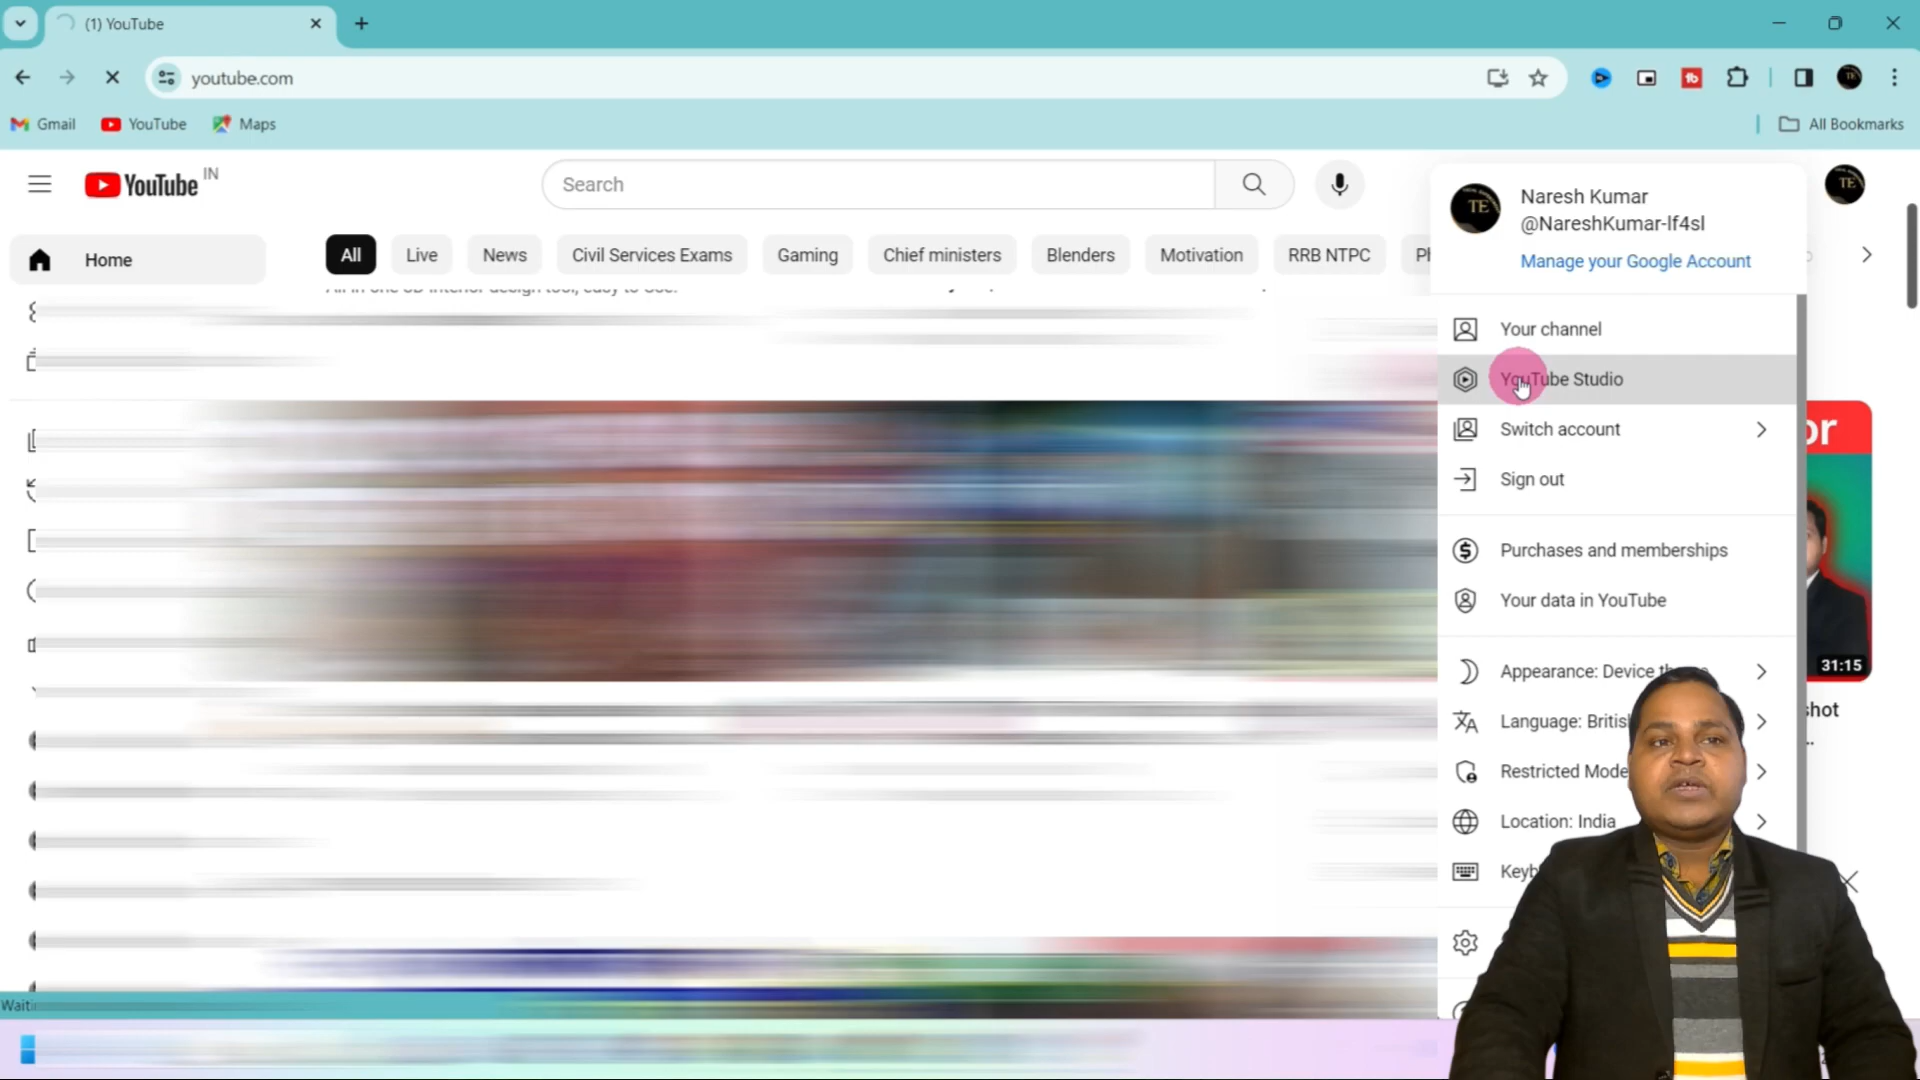 (1) YouTube
youtube.com
Gmail YouTube Maps
All Bookmarks
YouTube IN
Search
TE
Naresh Kumar
@NareshKumar-lf4sl
Manage your Google Account
Home
All Live News Civil Services Exams Gaming Chief ministers Blenders Motivation RRB NTPC
Your channel
YouTube Studio
Switch account
Sign out
Purchases and memberships
Your data in YouTube
31:15
Appearance: Device
Language:
Restricted Mode
Location: India